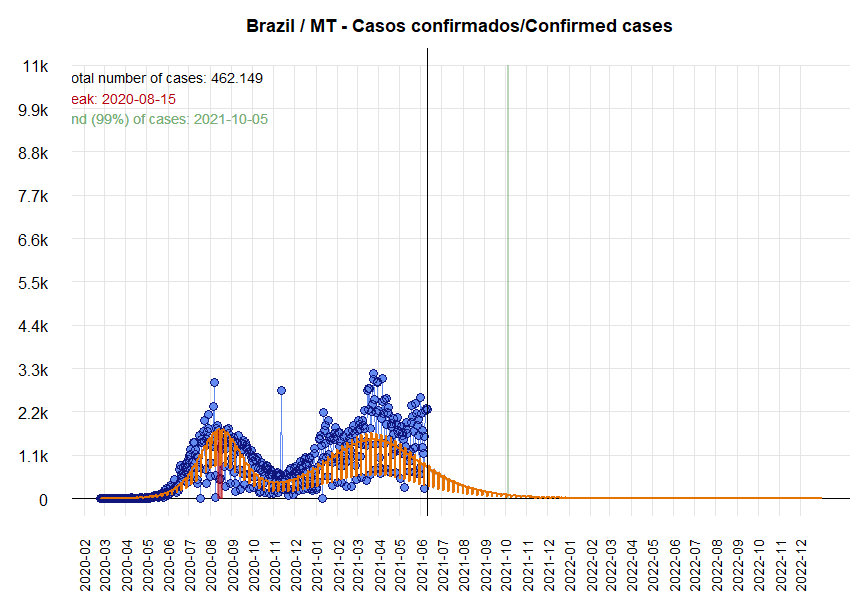 Brazil / MT - Casos confirmados/Confirmed cases
otal number of cases: 462.149
eak: 2020-08-15
nd (99%) of cases: 2021-10-05
11k
9.9k
8.8k
7.7k
6.6k
5.5k
4.4k
3.3k
2.2k
1.1k
0
2020-02
2020-03
2020-04
2020-05
2020-06
2020-07
2020-08
2020-09
2020-10
2020-11
2020-12
2021-01
2021-02
2021-03
2021-04
2021-05
2021-06
2021-07
2021-08
2021-09
2021-10
2021-11
2021-12
2022-01
2022-02
2022-03
2022-04
2022-05
2022-06
2022-07
2022-08
2022-09
2022-10
2022-11
2022-12